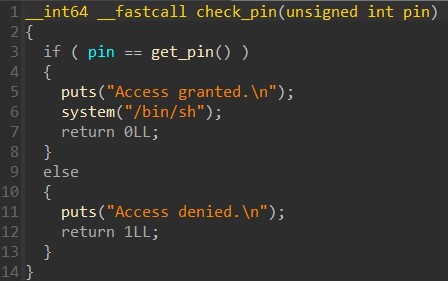 1 __int64 __fastcall check_pin(unsigned int pin)
2 {
3   if ( pin == get_pin() )
4   {
5     puts("Access granted.\n");
6     system("/bin/sh");
7     return 0LL;
8   }
9   else
10   {
11     puts("Access denied.\n");
12     return 1LL;
13   }
14 }